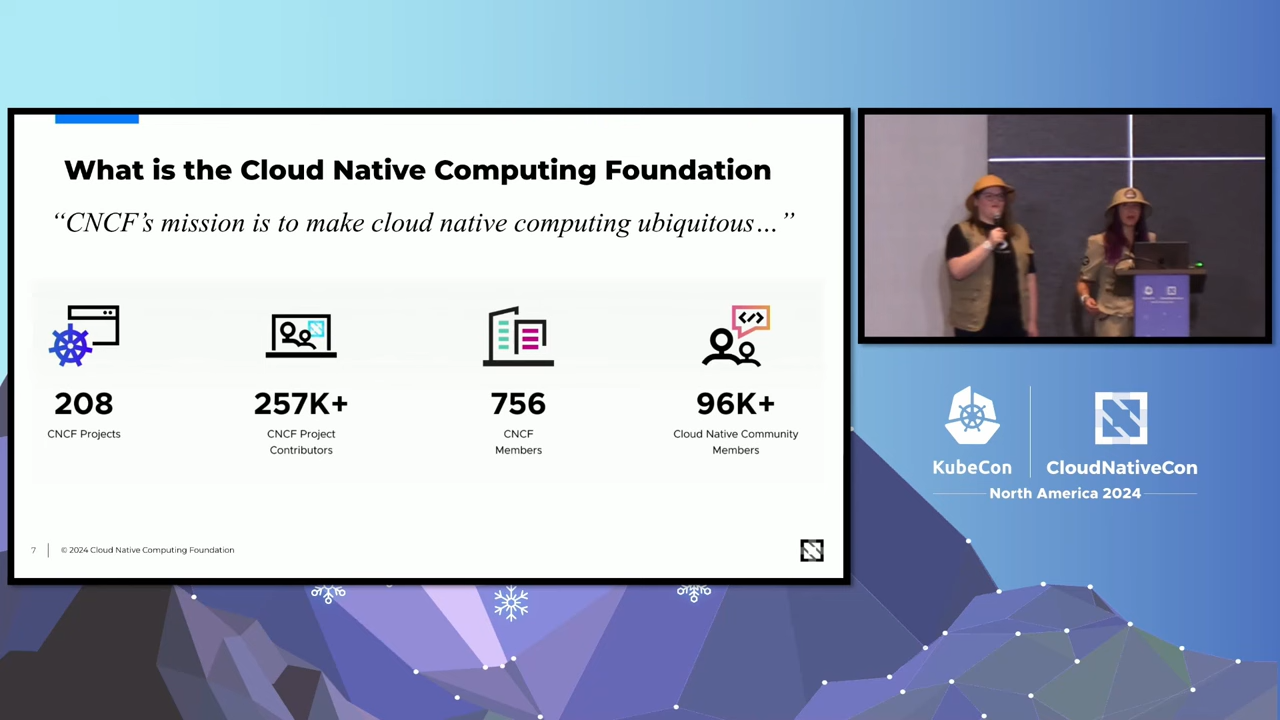 What is the Cloud Native Computing Foundation
“CNCF’s mission is to make cloud native computing ubiquitous…”
208
CNCF Projects
257K+
CNCF Project
Contributors
756
CNCF
Members
96K+
Cloud Native Community
Members
7
© 2024 Cloud Native Computing Foundation
KubeCon
CloudNativeCon
North America 2024